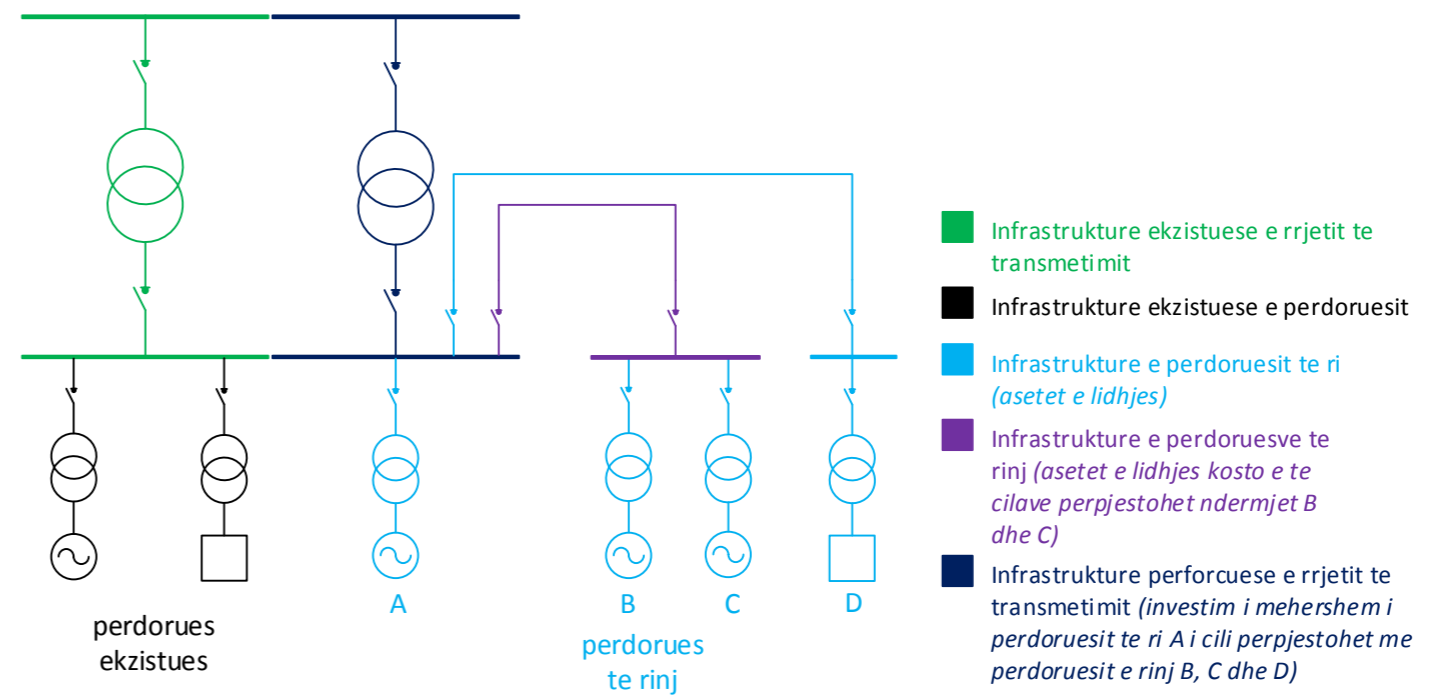 A
B
C
D
perdorues
ekzistues
perdorues
te rinj
Infrastrukture ekzistuese e rrjetit te
transmetimit
Infrastrukture ekzistuese e perdoruesit
Infrastrukture e perdoruesit te ri
(asetet e lidhjes)
Infrastrukture e perdoruesve te
rinj (asetet e lidhjes kosto e te
cilave perpjestohet ndermjet B
dhe C)
Infrastrukture perforcuese e rrjetit te
transmetimit (investim i mehershem i
perdoruesit te ri A i cili perpjestohet me
perdoruesit e rinj B, C dhe D)